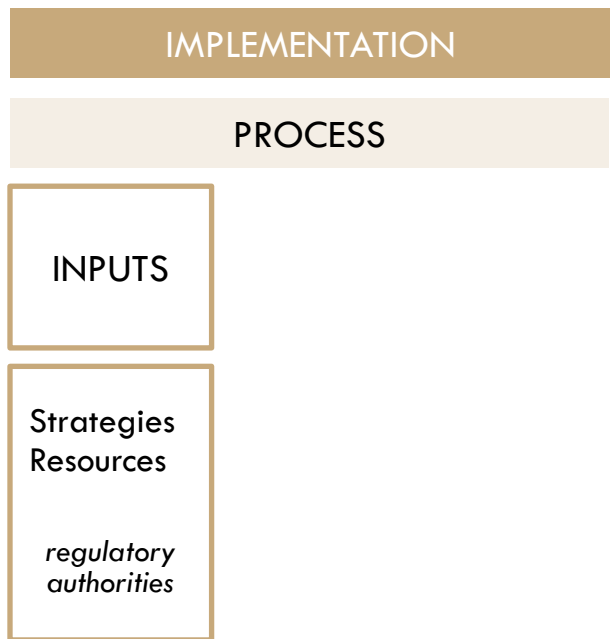 IMPLEMENTATION
PROCESS
INPUTS
Strategies
Resources
regulatory
authorities